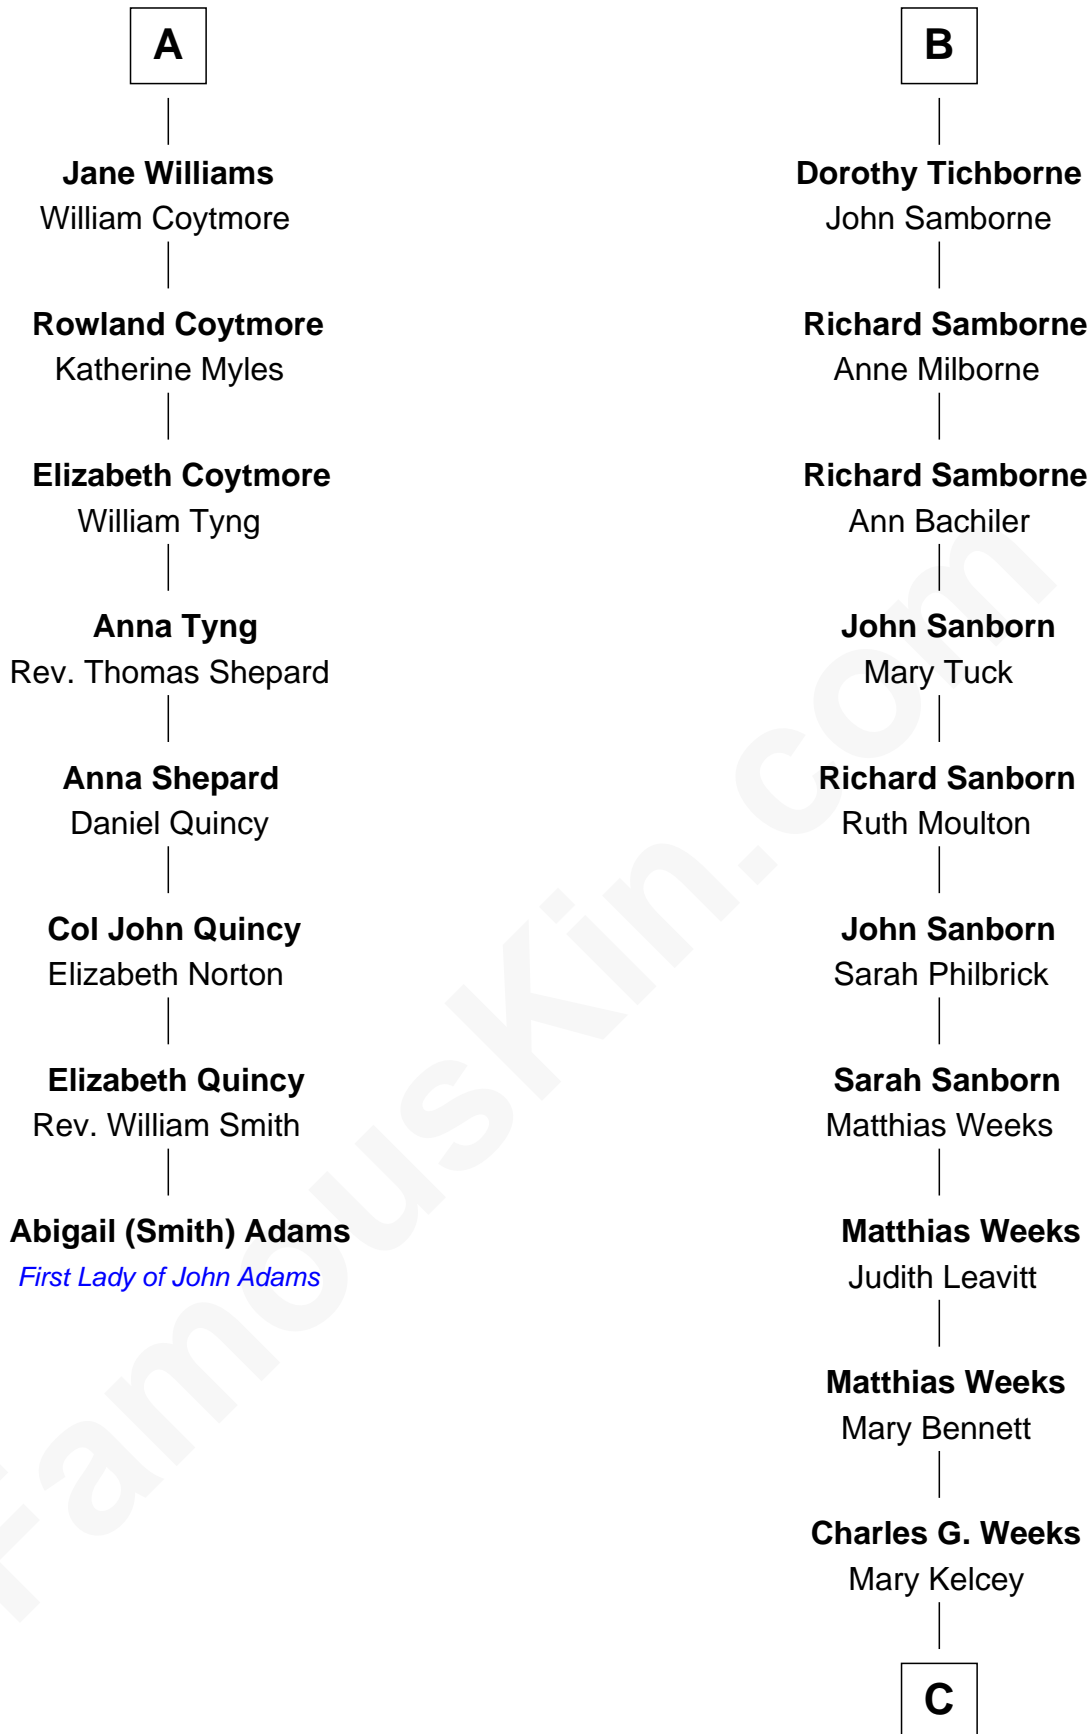 A
Jane Williams
William Coytmore
Rowland Coytmore
Katherine Myles
Elizabeth Coytmore
William Tyng
Anna Tyng
Rev. Thomas Shepard
Anna Shepard
Daniel Quincy
Col John Quincy
Elizabeth Norton
Elizabeth Quincy
Rev. William Smith
Abigail (Smith) Adams
First Lady of John Adams
B
Dorothy Tichborne
John Samborne
Richard Samborne
Anne Milborne
Richard Samborne
Ann Bachiler
John Sanborn
Mary Tuck
Richard Sanborn
Ruth Moulton
John Sanborn
Sarah Philbrick
Sarah Sanborn
Matthias Weeks
Matthias Weeks
Judith Leavitt
Matthias Weeks
Mary Bennett
Charles G. Weeks
Mary Kelcey
C
FamousKin.com